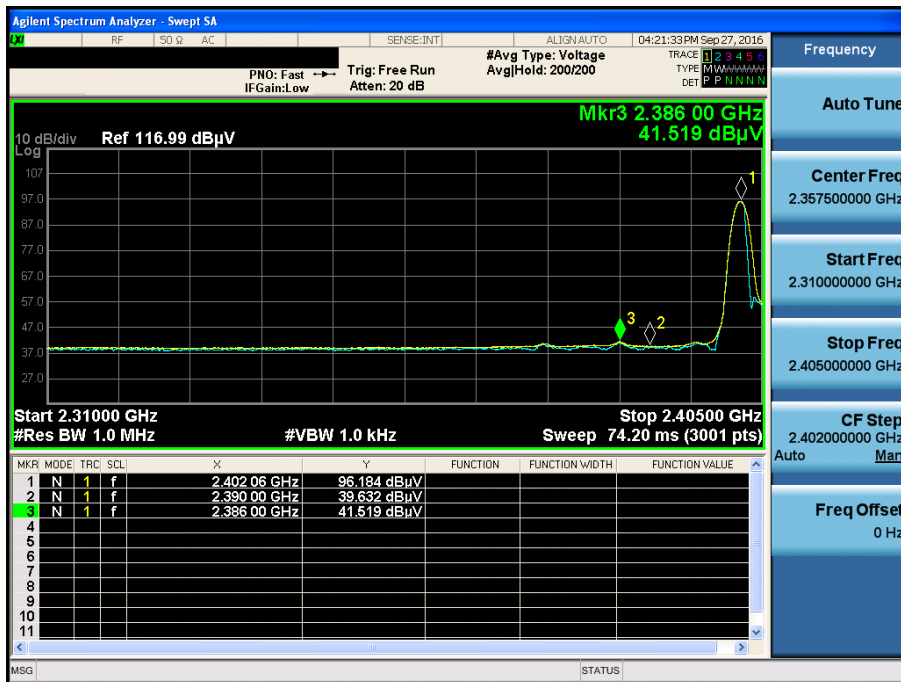 Agilent Spectrum Analyzer - Swept SA
LXI RF 50 Ω AC SENSE:INT ALIGN AUTO 04:21:33 PM Sep 27, 2016
PNO: Fast
IFGain:Low
Trig: Free Run
Atten: 20 dB
#Avg Type: Voltage
Avg|Hold: 200/200
TRACE 1 2 3 4 5 6
TYPE MWWWWW
DET P P N N N N
Mkr3 2.386 00 GHz
41.519 dBµV
10 dB/div Ref 116.99 dBµV
Log
107
97.0
87.0
77.0
67.0
57.0
47.0
37.0
27.0
1
3
2
Start 2.31000 GHz Stop 2.40500 GHz
#Res BW 1.0 MHz #VBW 1.0 kHz Sweep 74.20 ms (3001 pts)
MKR MODE TRC SCL X Y FUNCTION FUNCTION WIDTH FUNCTION VALUE
1 N 1 f 2.402 06 GHz 96.184 dBµV
2 N 1 f 2.390 00 GHz 39.632 dBµV
3 N 1 f 2.386 00 GHz 41.519 dBµV
4
5
6
7
8
9
10
11
MSG STATUS
Frequency
Auto Tune
Center Freq
2.357500000 GHz
Start Freq
2.310000000 GHz
Stop Freq
2.405000000 GHz
CF Step
2.402000000 GHz
Auto Man
Freq Offset
0 Hz